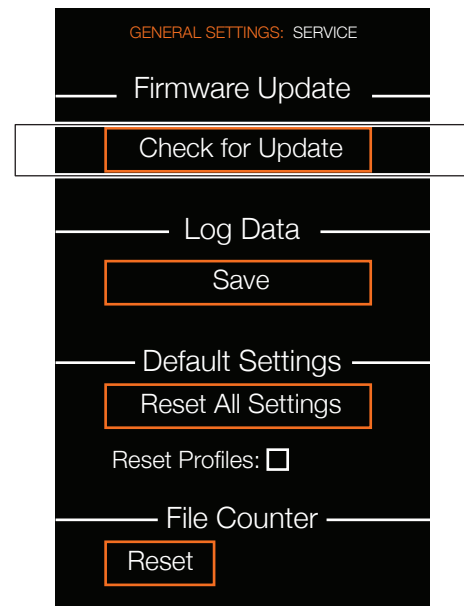 GENERAL SETTINGS: SERVICE
Firmware Update
Check for Update
Log Data
Save
Default Settings
Reset All Settings
Reset Profiles:
File Counter
Reset